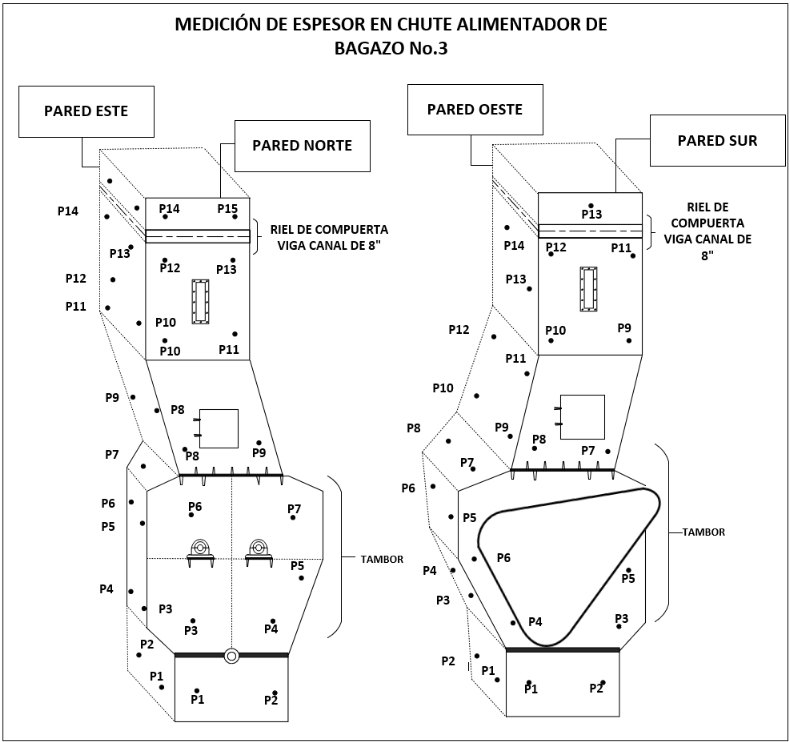 MEDICIÓN DE ESPESOR EN CHUTE ALIMENTADOR DE
BAGAZO No.3
PARED ESTE
PARED NORTE
P14
P14
P15
RIEL DE COMPUERTA
VIGA CANAL DE 8"
P13
P12
P13
P12
P11
P10
P10
P11
P9
P8
P8
P9
P7
P6
P6
P7
P5
TAMBOR
P5
P4
P3
P3
P4
P2
P1
P1
P2
PARED OESTE
PARED SUR
P13
RIEL DE
COMPUERTA
VIGA CANAL DE
8"
P14
P12
P11
P13
P12
P10
P9
P11
P10
P9
P8
P8
P7
P7
P6
P5
TAMBOR
P6
P4
P5
P3
P4
P3
P2
P1
P1
P2